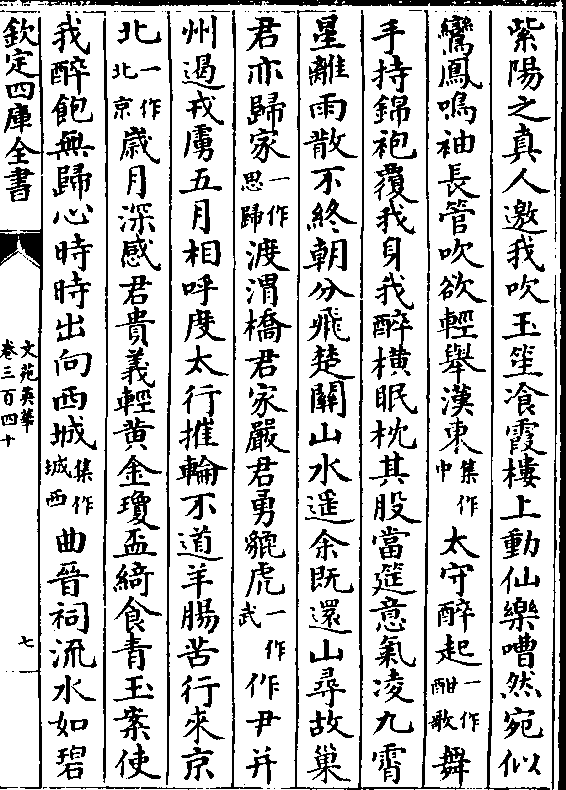 紫陽之真人邀我吹玉笙飡霞樓上動仙樂嘈然宛似
鸞鳳鳴袖長管吹欲輕舉漢東集作中太守醉起一作酣歌舞
手持錦袍覆我身我醉横眠枕其股當筵意氣凌九霄
星離雨散不終朝分飛楚關山水遥余既還山尋故巢
君亦歸家一作思歸渡渭橋君家嚴君勇貔虎一作武作尹并
州遏戎虜五月相呼度太行摧輪不道羊腸苦行來京
北一作北京歳月深感君貴義輕黄金瓊盃綺食青玉案使
我醉飽無歸心時時出向西城集作城西曲晉祠流水如碧
欽定四庫全書
文苑英華
卷三百四十
七